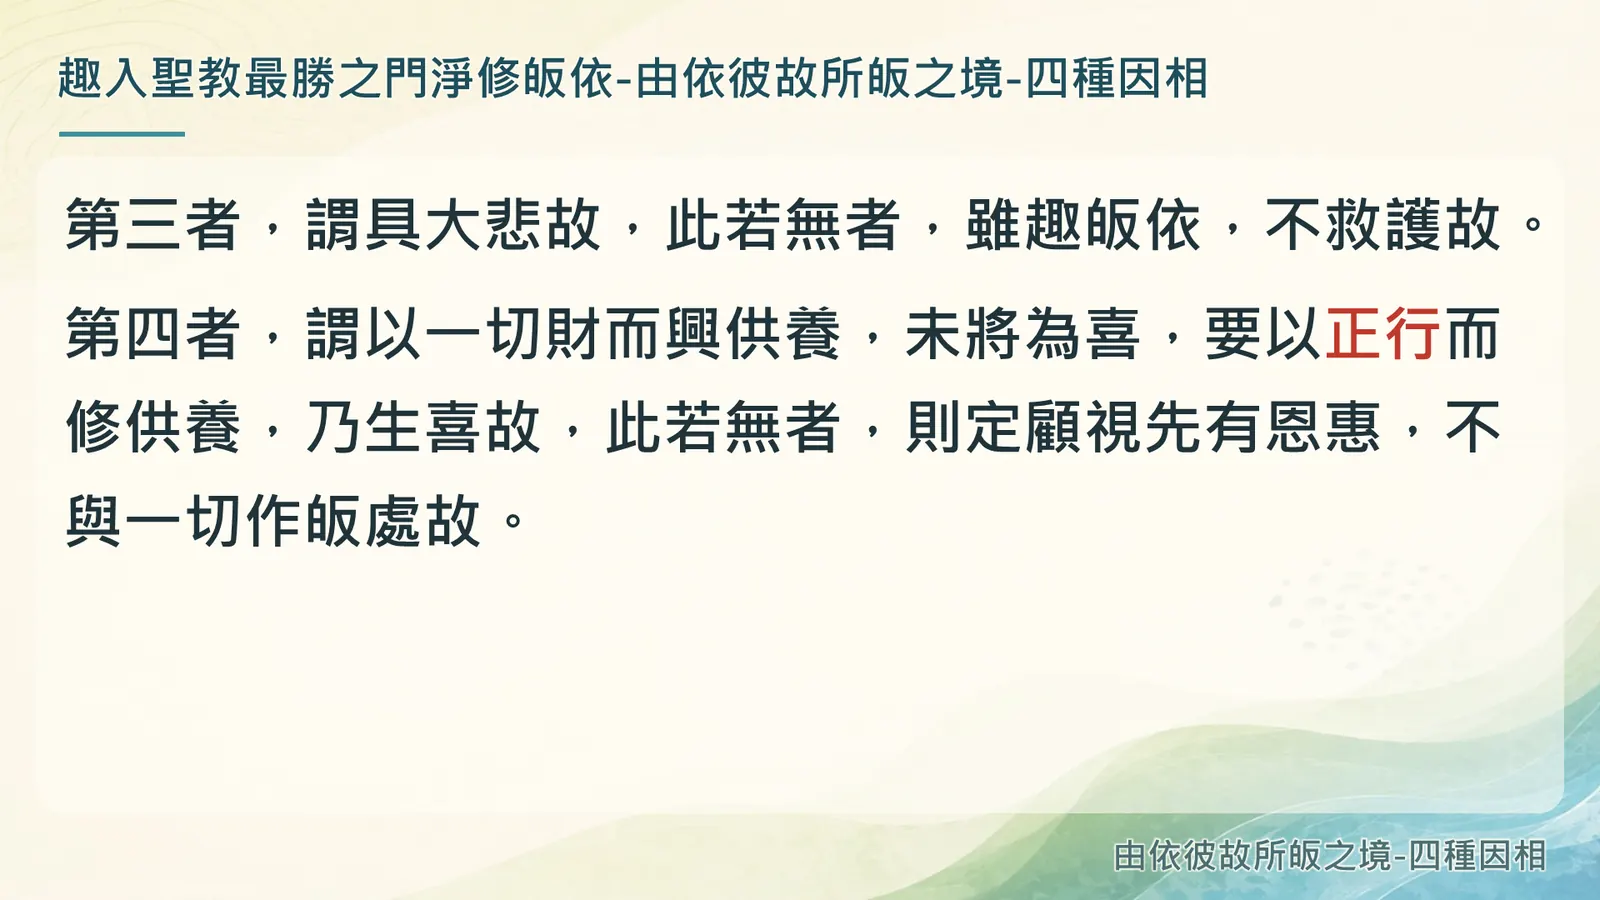 趣入聖教最勝之門淨修皈依-由依彼故所皈之境-四種因相
第三者，謂具大悲故，此若無者，雖趣皈依，不救護故。
第四者，謂以一切財而興供養，未將為喜，要以正行而
修供養，乃生喜故，此若無者，則定顧視先有恩惠，不
與一切作皈處故。
由依彼故所皈之境-四種因相